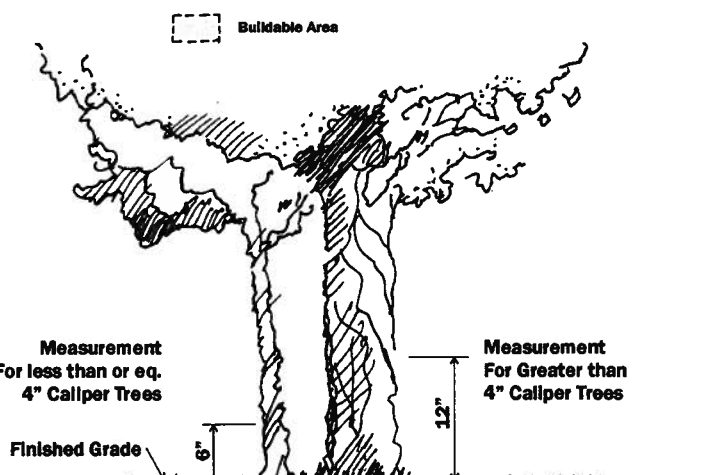 Buildable Area
Measurement
For less than or eq.
4” Caliper Trees
Measurement
For Greater than
4” Caliper Trees
12”
6”
Finished Grade